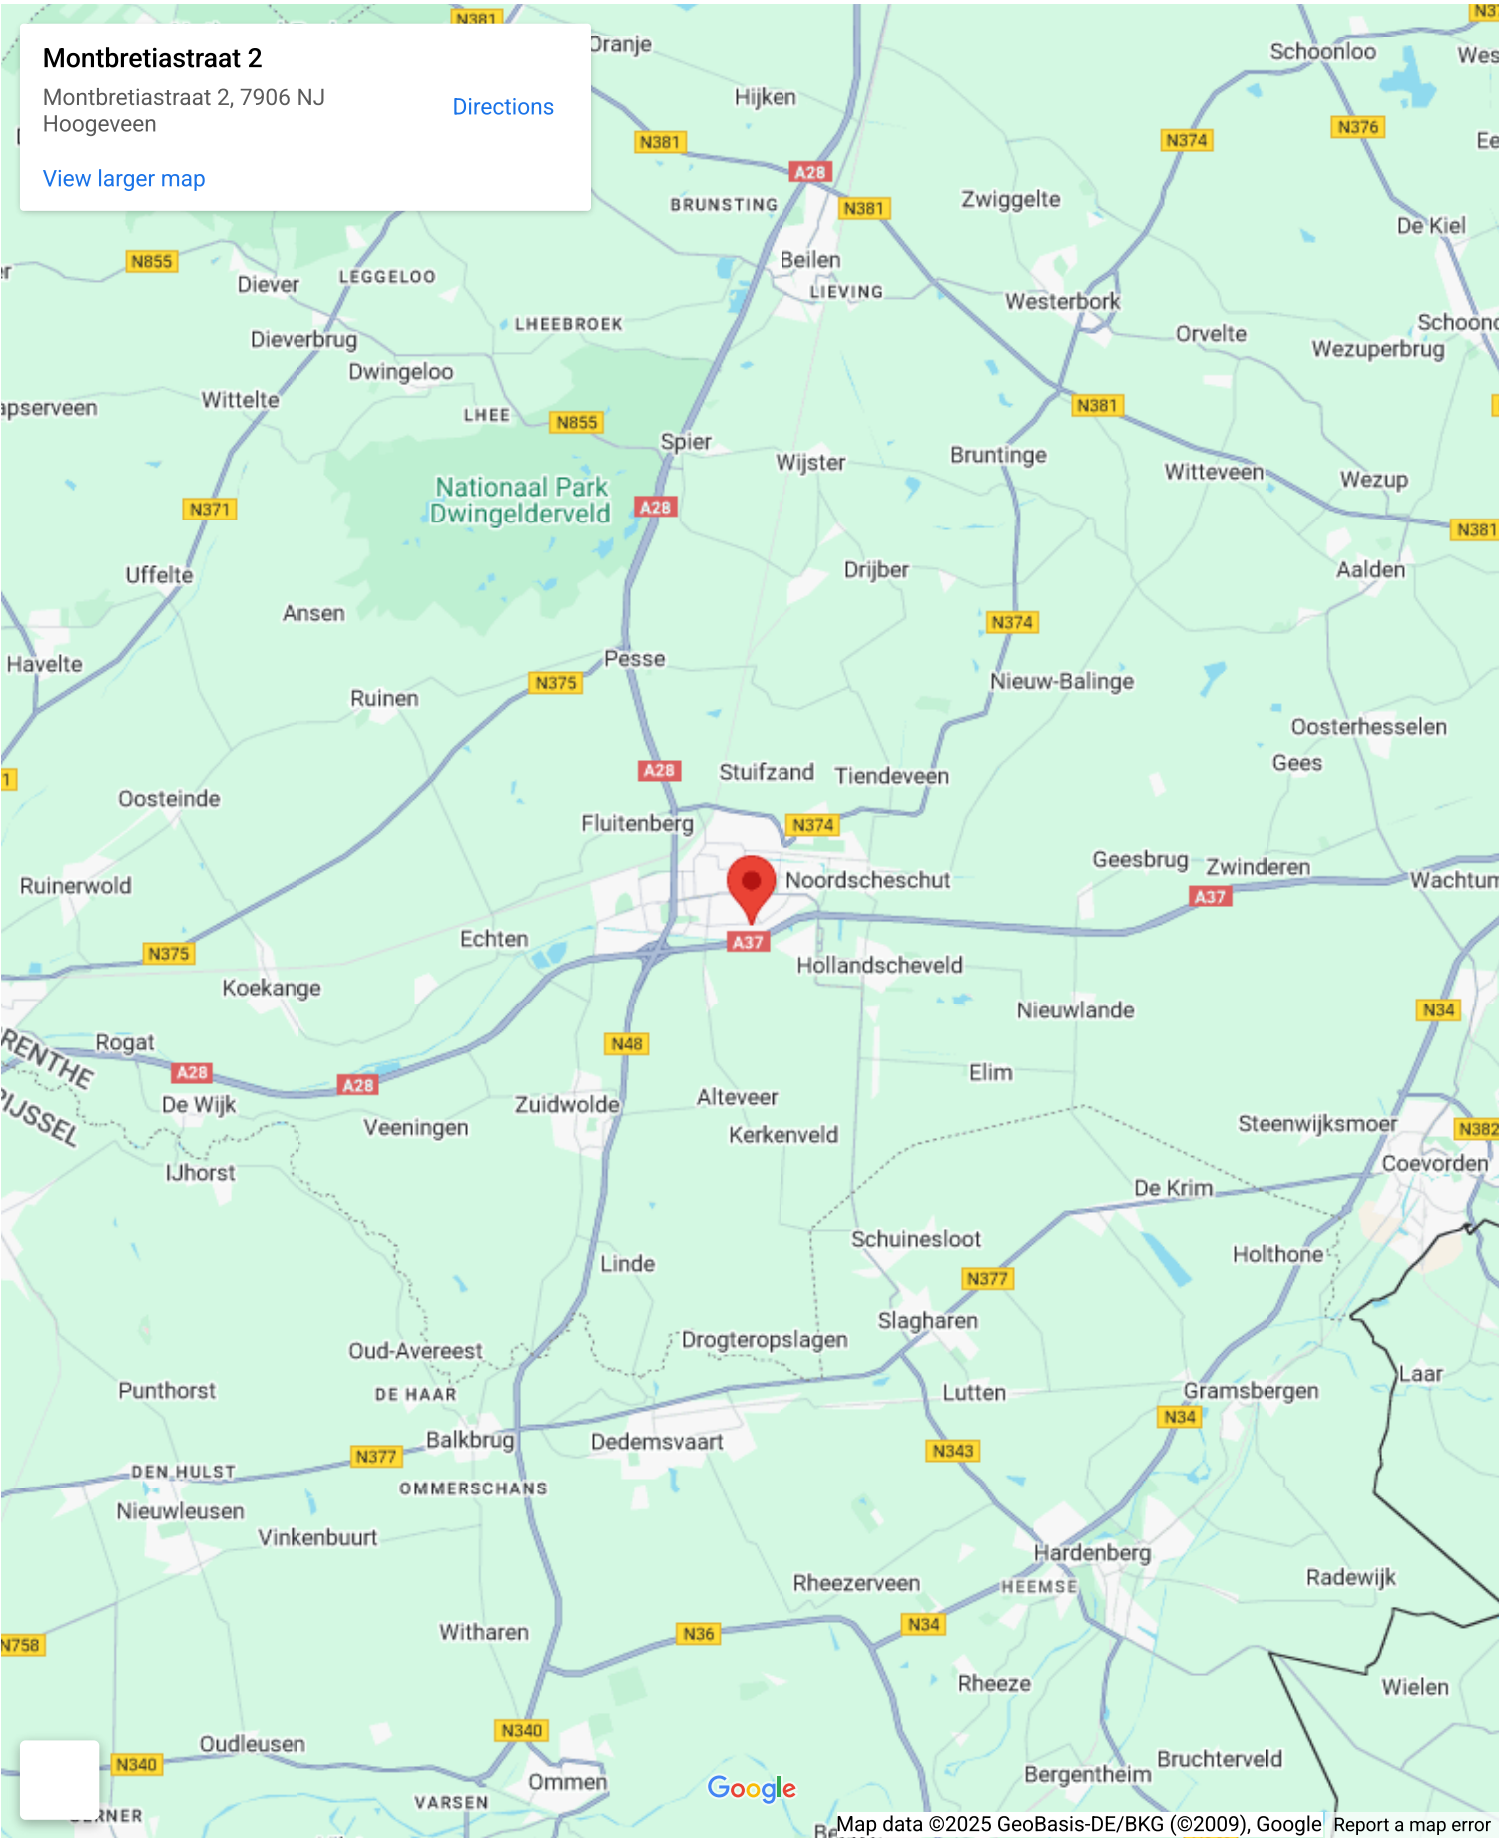 N381
Montbretiastraat 2
Montbretiastraat 2, 7906 NJ
Hoogeveen
Directions
View larger map
Oranje
Schoonloo
Hijken
N381
N374
N376
A28
BRUNSTING
N381
Zwiggelte
De Kiel
N855
Beilen
LEGGELOO
Diever
LIEVING
Westerbork
LHEEBROEK
Dieverbrug
Orvelte
Wezuperbrug
Dwingeloo
Wittelte
N381
LHEE
N855
Spier
Wijster
Bruntinge
Witteveen
Wezup
Nationaal Park
Dwingelderveld
N371
A28
N381
Uffelte
Drijber
Aalden
Ansen
N374
Havelte
Pesse
N375
Nieuw-Balinge
Ruinen
Oosterhesselen
Gees
A28
Stuifzand
Tiendeveen
Oosteinde
Fluitenberg
N374
Geesbrug
Zwinderen
Ruinerwold
Noordscheschut
Wachtum
A37
Echten
A37
N375
Hollandscheveld
Koekange
Nieuwlande
N34
Rogat
N48
RENTHE
A28
A28
Elim
De Wijk
Zuidwolde
Alteveer
IJSSEL
Veeningen
Kerkenveld
Steenwijksmoer
N382
Coevorden
IJhorst
De Krim
Schuinesloot
Holthone
Linde
N377
Slagharen
Drogteropslagen
Oud-Avereest
Laar
Punthorst
DE HAAR
Lutten
Gramsbergen
N34
Balkbrug
Dedemsvaart
N377
N343
DEN HULST
OMMERSCHANS
Nieuwleusen
Vinkenbuurt
Hardenberg
Rheezerveen
HEEMSE
Radewijk
N758
Witharen
N36
N34
Rheeze
Wielen
N340
Oudleusen
N340
Bruchterveld
Ommen
Google
Bergentheim
VARSEN
ERNER
Map data ©2025 GeoBasis-DE/BKG (©2009), Google
Report a map error